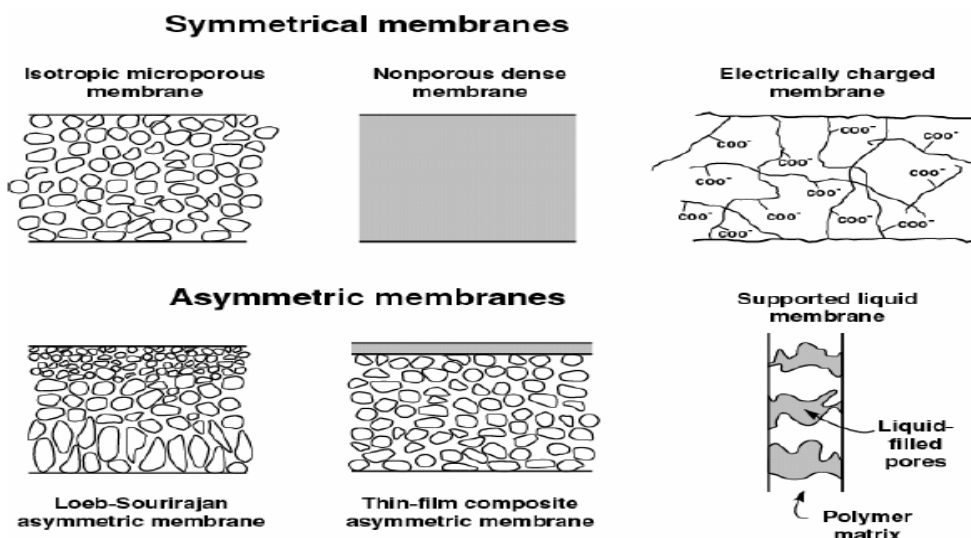 Symmetrical membranes
Isotropic microporous
membrane
Nonporous dense
membrane
Electrically charged
membrane
COO⁻
COO⁻
COO⁻
COO⁻
COO⁻
COO⁻
COO⁻
COO⁻
COO⁻
COO⁻
COO⁻
Asymmetric membranes
Supported liquid
membrane
Liquid-
filled
pores
Polymer
matrix
Loeb-Sourirajan
asymmetric membrane
Thin-film composite
asymmetric membrane